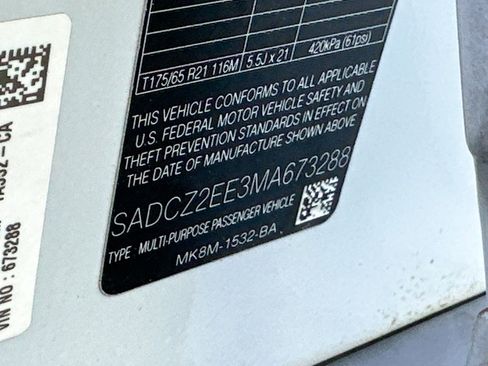 T175/65 R21 116M 5.5J x 21 420kPa (61psi)
THIS VEHICLE CONFORMS TO ALL APPLICABLE
U.S. FEDERAL MOTOR VEHICLE SAFETY AND
THEFT PREVENTION STANDARDS IN EFFECT ON
THE DATE OF MANUFACTURE SHOWN ABOVE.
SADCZ2EE3MA673288
TYPE : MULTI-PURPOSE PASSENGER VEHICLE
MK8M-1532-BA
VIN NO : 673288